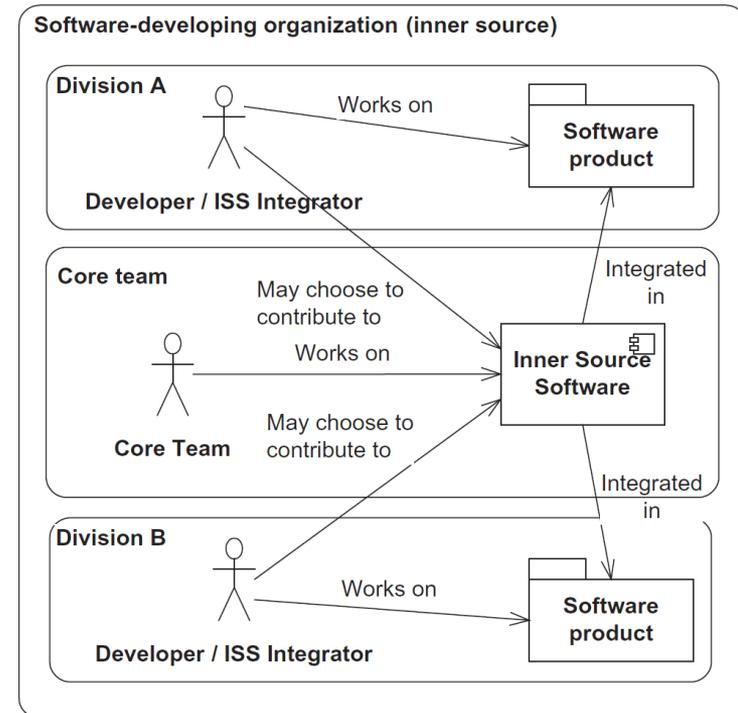 Software-developing organization (inner source)
Division A
Works on
Software
product
Developer / ISS Integrator
Core team
May choose to
contribute to
Integrated
in
Works on
Inner Source
Software
May choose to
contribute to
Core Team
Integrated
in
Division B
Works on
Software
product
Developer / ISS Integrator